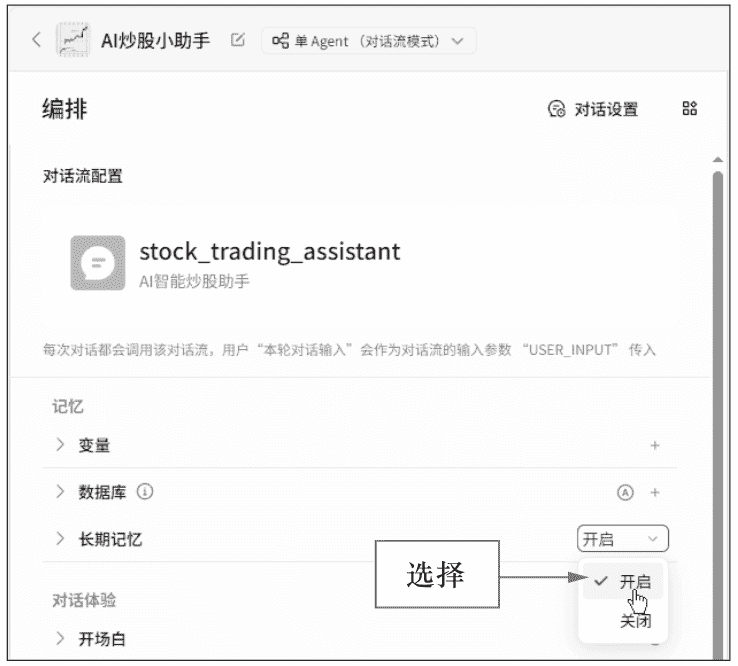 AI炒股小助手 单 Agent （对话流模式）
编排 对话设置
对话流配置
stock_trading_assistant
AI智能炒股助手
每次对话都会调用该对话流，用户“本轮对话输入”会作为对话流的输入参数 “USER_INPUT” 传入
记忆
变量
数据库
长期记忆 开启
选择
开启
关闭
对话体验
开场白